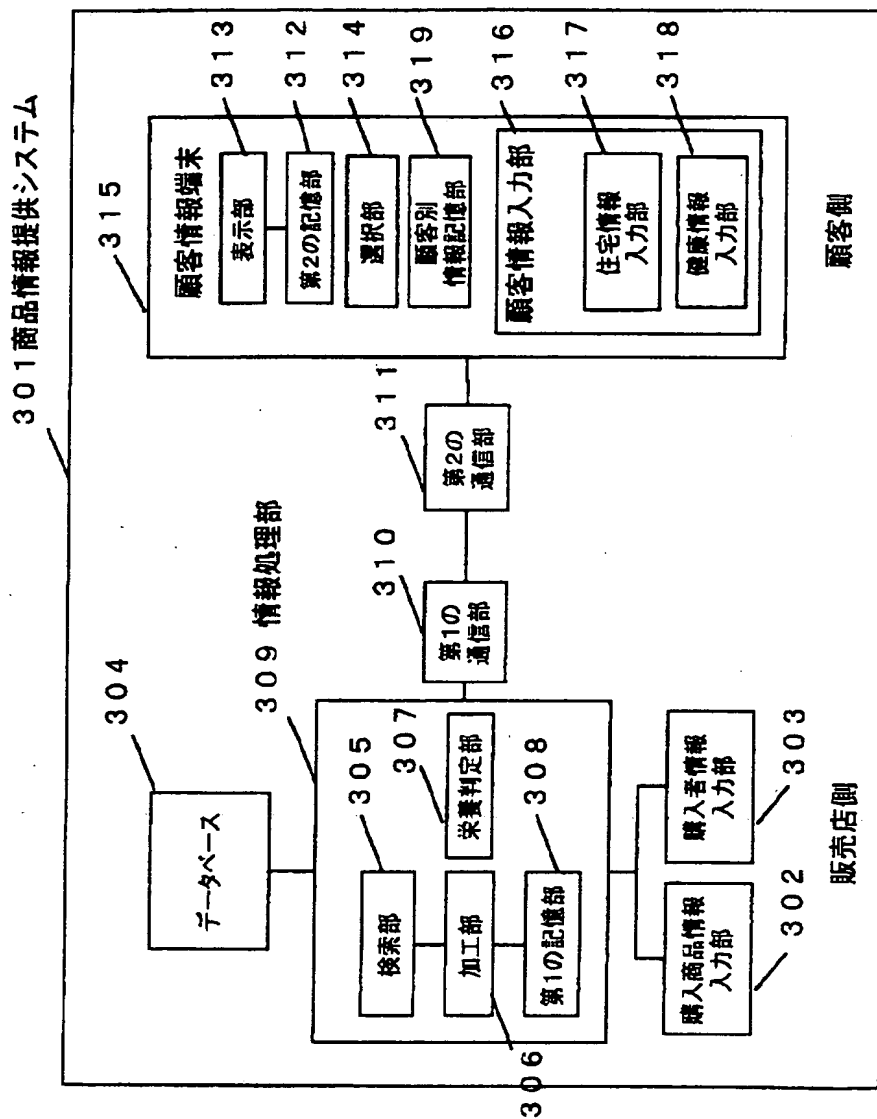 301商品情報提供システム
304
データベース
309 情報処理部
305
検索部
306
加工部
307
栄養判定部
308
第1の記憶部
302
購入商品情報
入力部
303
購入者情報
入力部
販売店側
310
第1の
通信部
311
第2の
通信部
315
顧客情報端末
313
表示部
312
第2の記憶部
314
選択部
319
顧客別
情報記憶部
316
顧客情報入力部
317
住宅情報
入力部
318
健康情報
入力部
顧客側